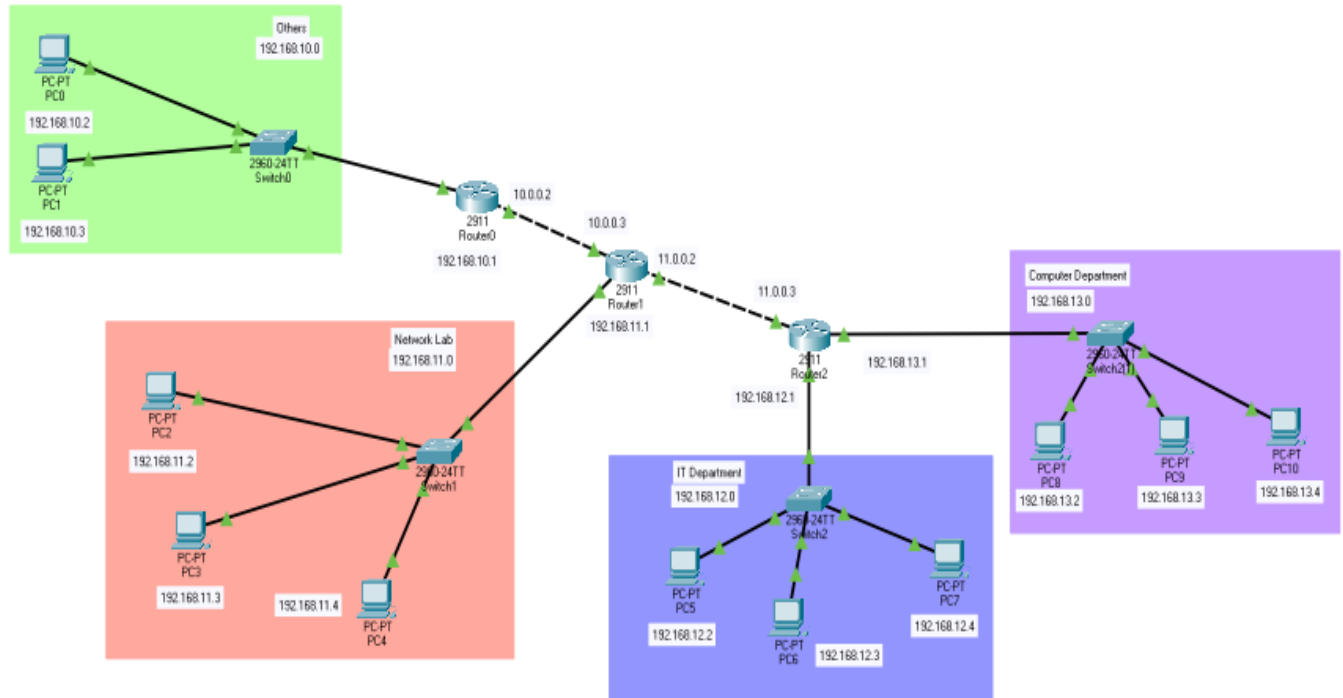 Others
192.168.10.0
PC-PT
PC0
192.168.10.2
PC-PT
PC1
192.168.10.3
2960-24TT
Switch0
2911
Router0
192.168.10.1
10.0.0.2
10.0.0.3
2911
Router1
192.168.11.1
11.0.0.2
11.0.0.3
2911
Router2
192.168.12.1
192.168.13.1
Network Lab
192.168.11.0
PC-PT
PC2
192.168.11.2
2960-24TT
Switch1
PC-PT
PC3
192.168.11.3
192.168.11.4
PC-PT
PC4
IT Department
192.168.12.0
2960-24TT
Switch2
PC-PT
PC5
192.168.12.2
PC-PT
PC6
192.168.12.3
PC-PT
PC7
192.168.12.4
Computer Department
192.168.13.0
2960-24TT
Switch2(1)
PC-PT
PC8
192.168.13.2
PC-PT
PC9
192.168.13.3
PC-PT
PC10
192.168.13.4